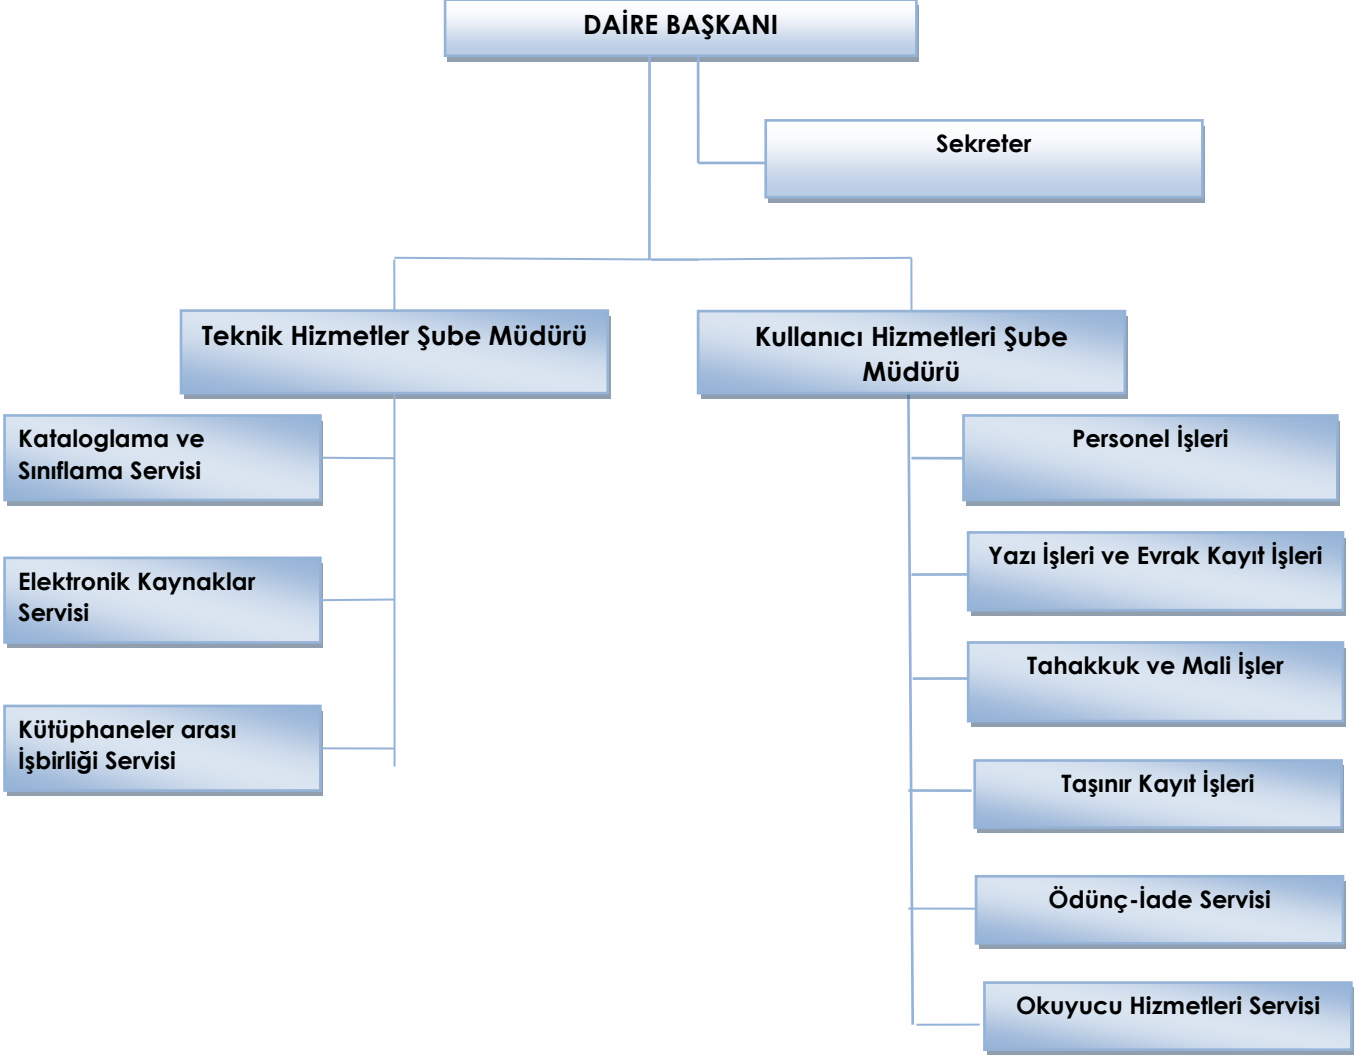 DAİRE BAŞKANI
Sekreter
Teknik Hizmetler Şube Müdürü
Kullanıcı Hizmetleri Şube
Müdürü
Kataloglama ve
Sınıflama Servisi
Elektronik Kaynaklar
Servisi
Kütüphaneler arası
İşbirliği Servisi
Personel İşleri
Yazı İşleri ve Evrak Kayıt İşleri
Tahakkuk ve Mali İşler
Taşınır Kayıt İşleri
Ödünç-İade Servisi
Okuyucu Hizmetleri Servisi